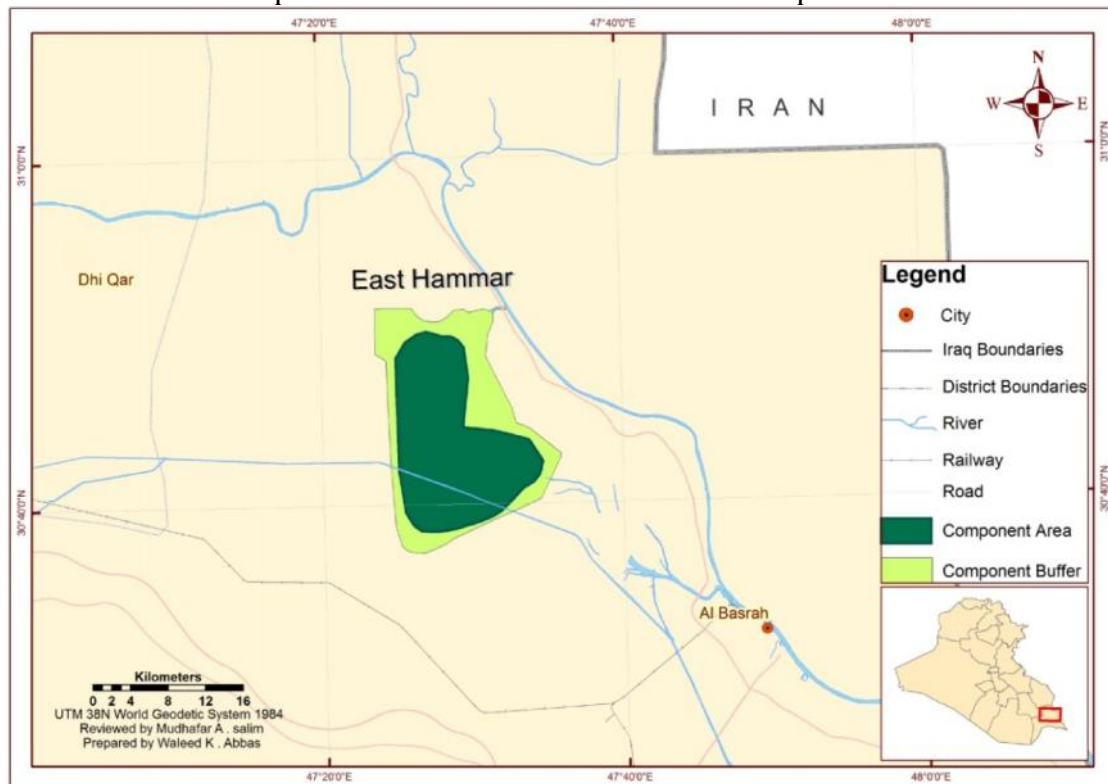 47°20'0"E 47°40'0"E 48°0'0"E
I R A N
N
W E
S
31°0'0"N 31°0'0"N
Dhi Qar
East Hammar
Legend
City
Iraq Boundaries
District Boundaries
River
Railway
Road
Component Area
Component Buffer
30°40'0"N 30°40'0"N
Al Basrah
Kilometers
0 2 4 8 12 16
UTM 38N World Geodetic System 1984
Reviewed by Mudhafar A . salim
Prepared by Waleed K . Abbas
47°20'0"E 47°40'0"E 48°0'0"E